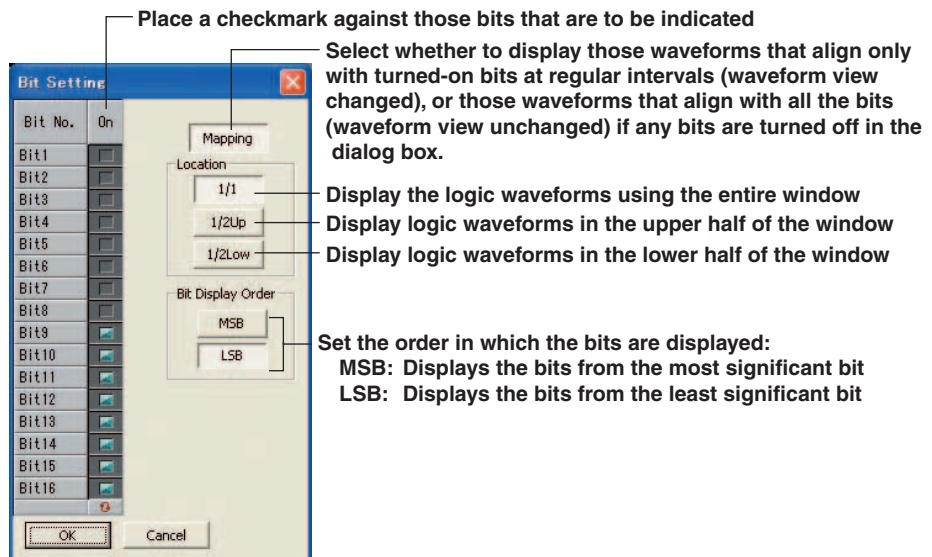 Place a checkmark against those bits that are to be indicated
Select whether to display those waveforms that align only
with turned-on bits at regular intervals (waveform view
changed), or those waveforms that align with all the bits
(waveform view unchanged) if any bits are turned off in the
dialog box.
Bit Setting
Bit No. On
Mapping
Bit1
Location
Bit2
1/1
Display the logic waveforms using the entire window
Bit3
Bit4
1/2Up
Display logic waveforms in the upper half of the window
Bit5
1/2Low
Display logic waveforms in the lower half of the window
Bit6
Bit7
Bit Display Order
Bit8
MSB
Bit9
Set the order in which the bits are displayed:
Bit10
LSB
MSB: Displays the bits from the most significant bit
Bit11
LSB: Displays the bits from the least significant bit
Bit12
Bit13
Bit14
Bit15
Bit16
OK
Cancel